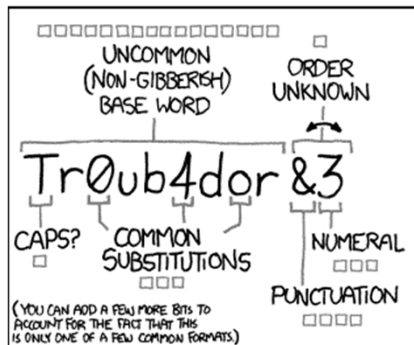 UNCOMMON
(NON-GIBBERISH)
BASE WORD
ORDER
UNKNOWN
Tr0ub4dor &3
CAPS?
COMMON
SUBSTITUTIONS
NUMERAL
PUNCTUATION
(YOU CAN ADD A FEW MORE BITS TO
ACCOUNT FOR THE FACT THAT THIS
IS ONLY ONE OF A FEW COMMON FORMATS.)